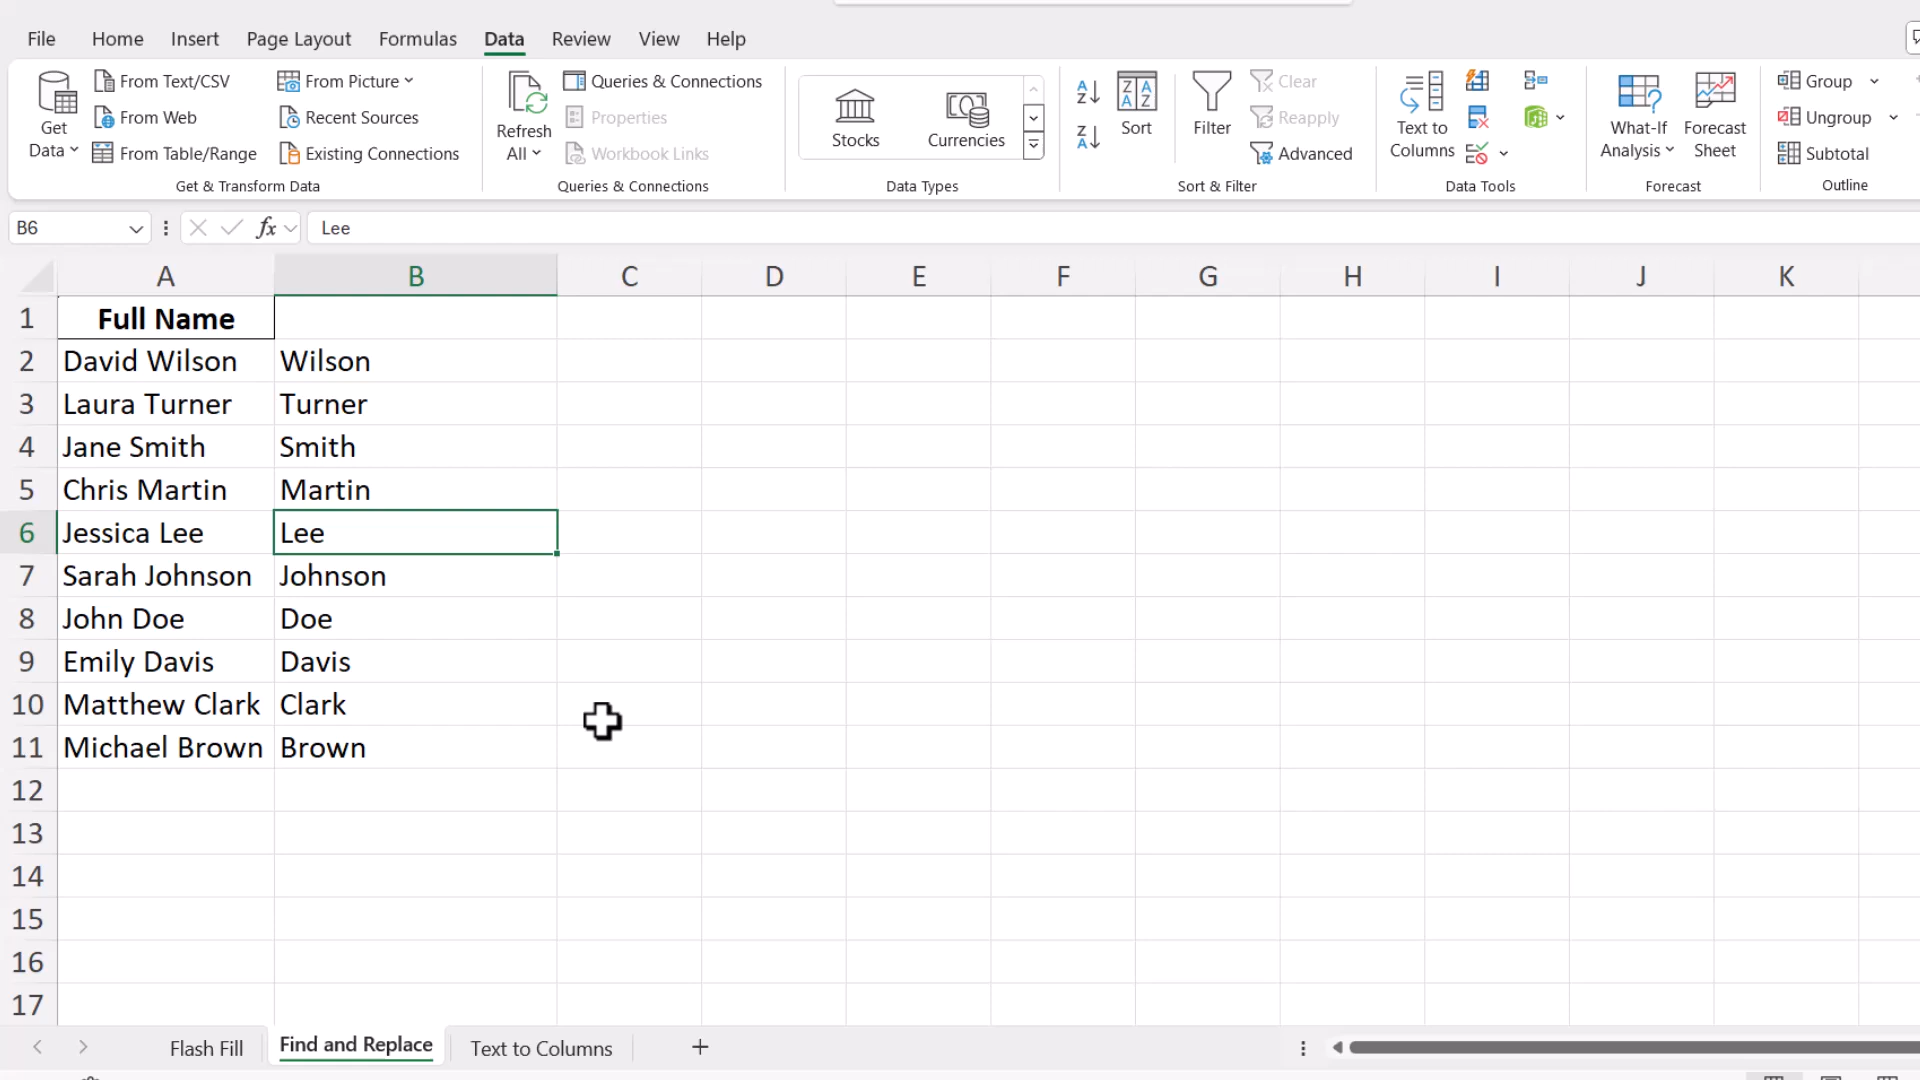 File Home Insert Page Layout Formulas Data Review View Help
Get Data
From Text/CSV
From Web
From Table/Range
From Picture
Recent Sources
Existing Connections
Get & Transform Data
Refresh All
Queries & Connections
Properties
Workbook Links
Queries & Connections
Stocks
Currencies
Data Types
Sort
Filter
Clear
Reapply
Advanced
Sort & Filter
Text to Columns
Data Tools
What-If Analysis
Forecast Sheet
Forecast
Group
Ungroup
Subtotal
Outline
B6 fx Lee
A B C D E F G H I J K
1 Full Name
2 David Wilson Wilson
3 Laura Turner Turner
4 Jane Smith Smith
5 Chris Martin Martin
6 Jessica Lee Lee
7 Sarah Johnson Johnson
8 John Doe Doe
9 Emily Davis Davis
10 Matthew Clark Clark
11 Michael Brown Brown
12
13
14
15
16
17
Flash Fill Find and Replace Text to Columns